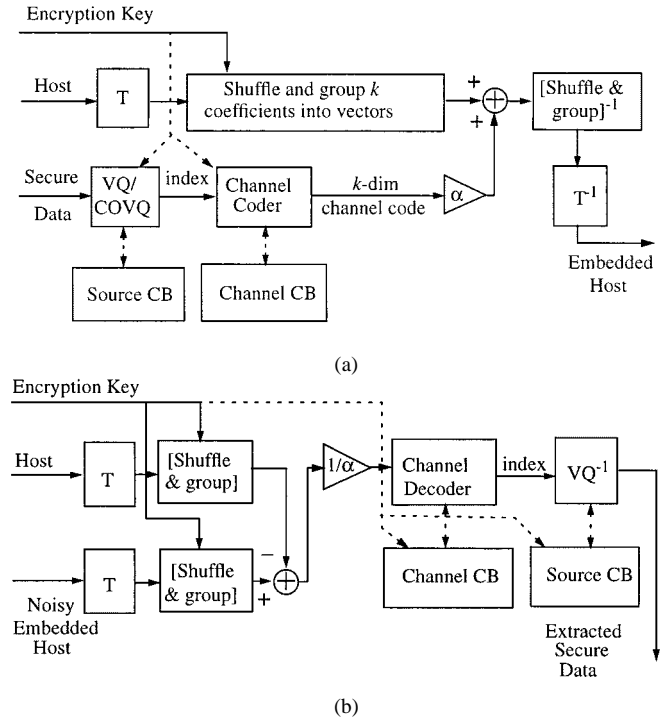 Encryption Key
Host
T
Shuffle and group k
coefficients into vectors
+
+
[Shuffle &
group]-1
Secure
Data
VQ/
COVQ
index
Channel
Coder
k-dim
channel code
α
T-1
Embedded
Host
Source CB
Channel CB
(a)
Encryption Key
Host
T
[Shuffle
& group]
1/α
Channel
Decoder
index
VQ-1
T
[Shuffle
& group]
−
+
Noisy
Embedded
Host
Channel CB
Source CB
Extracted
Secure
Data
(b)